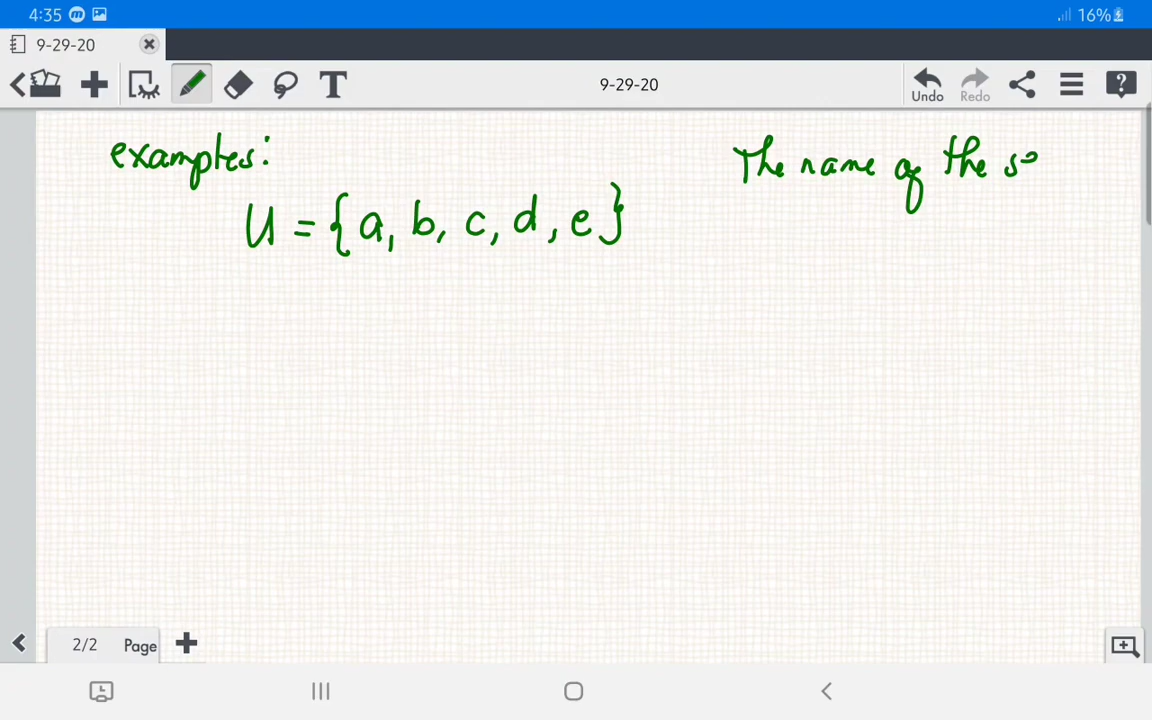 4:35
16%
9-29-20
9-29-20
Undo
Redo
examples:
The name of the
U = {a, b, c, d, e}
2/2 Page